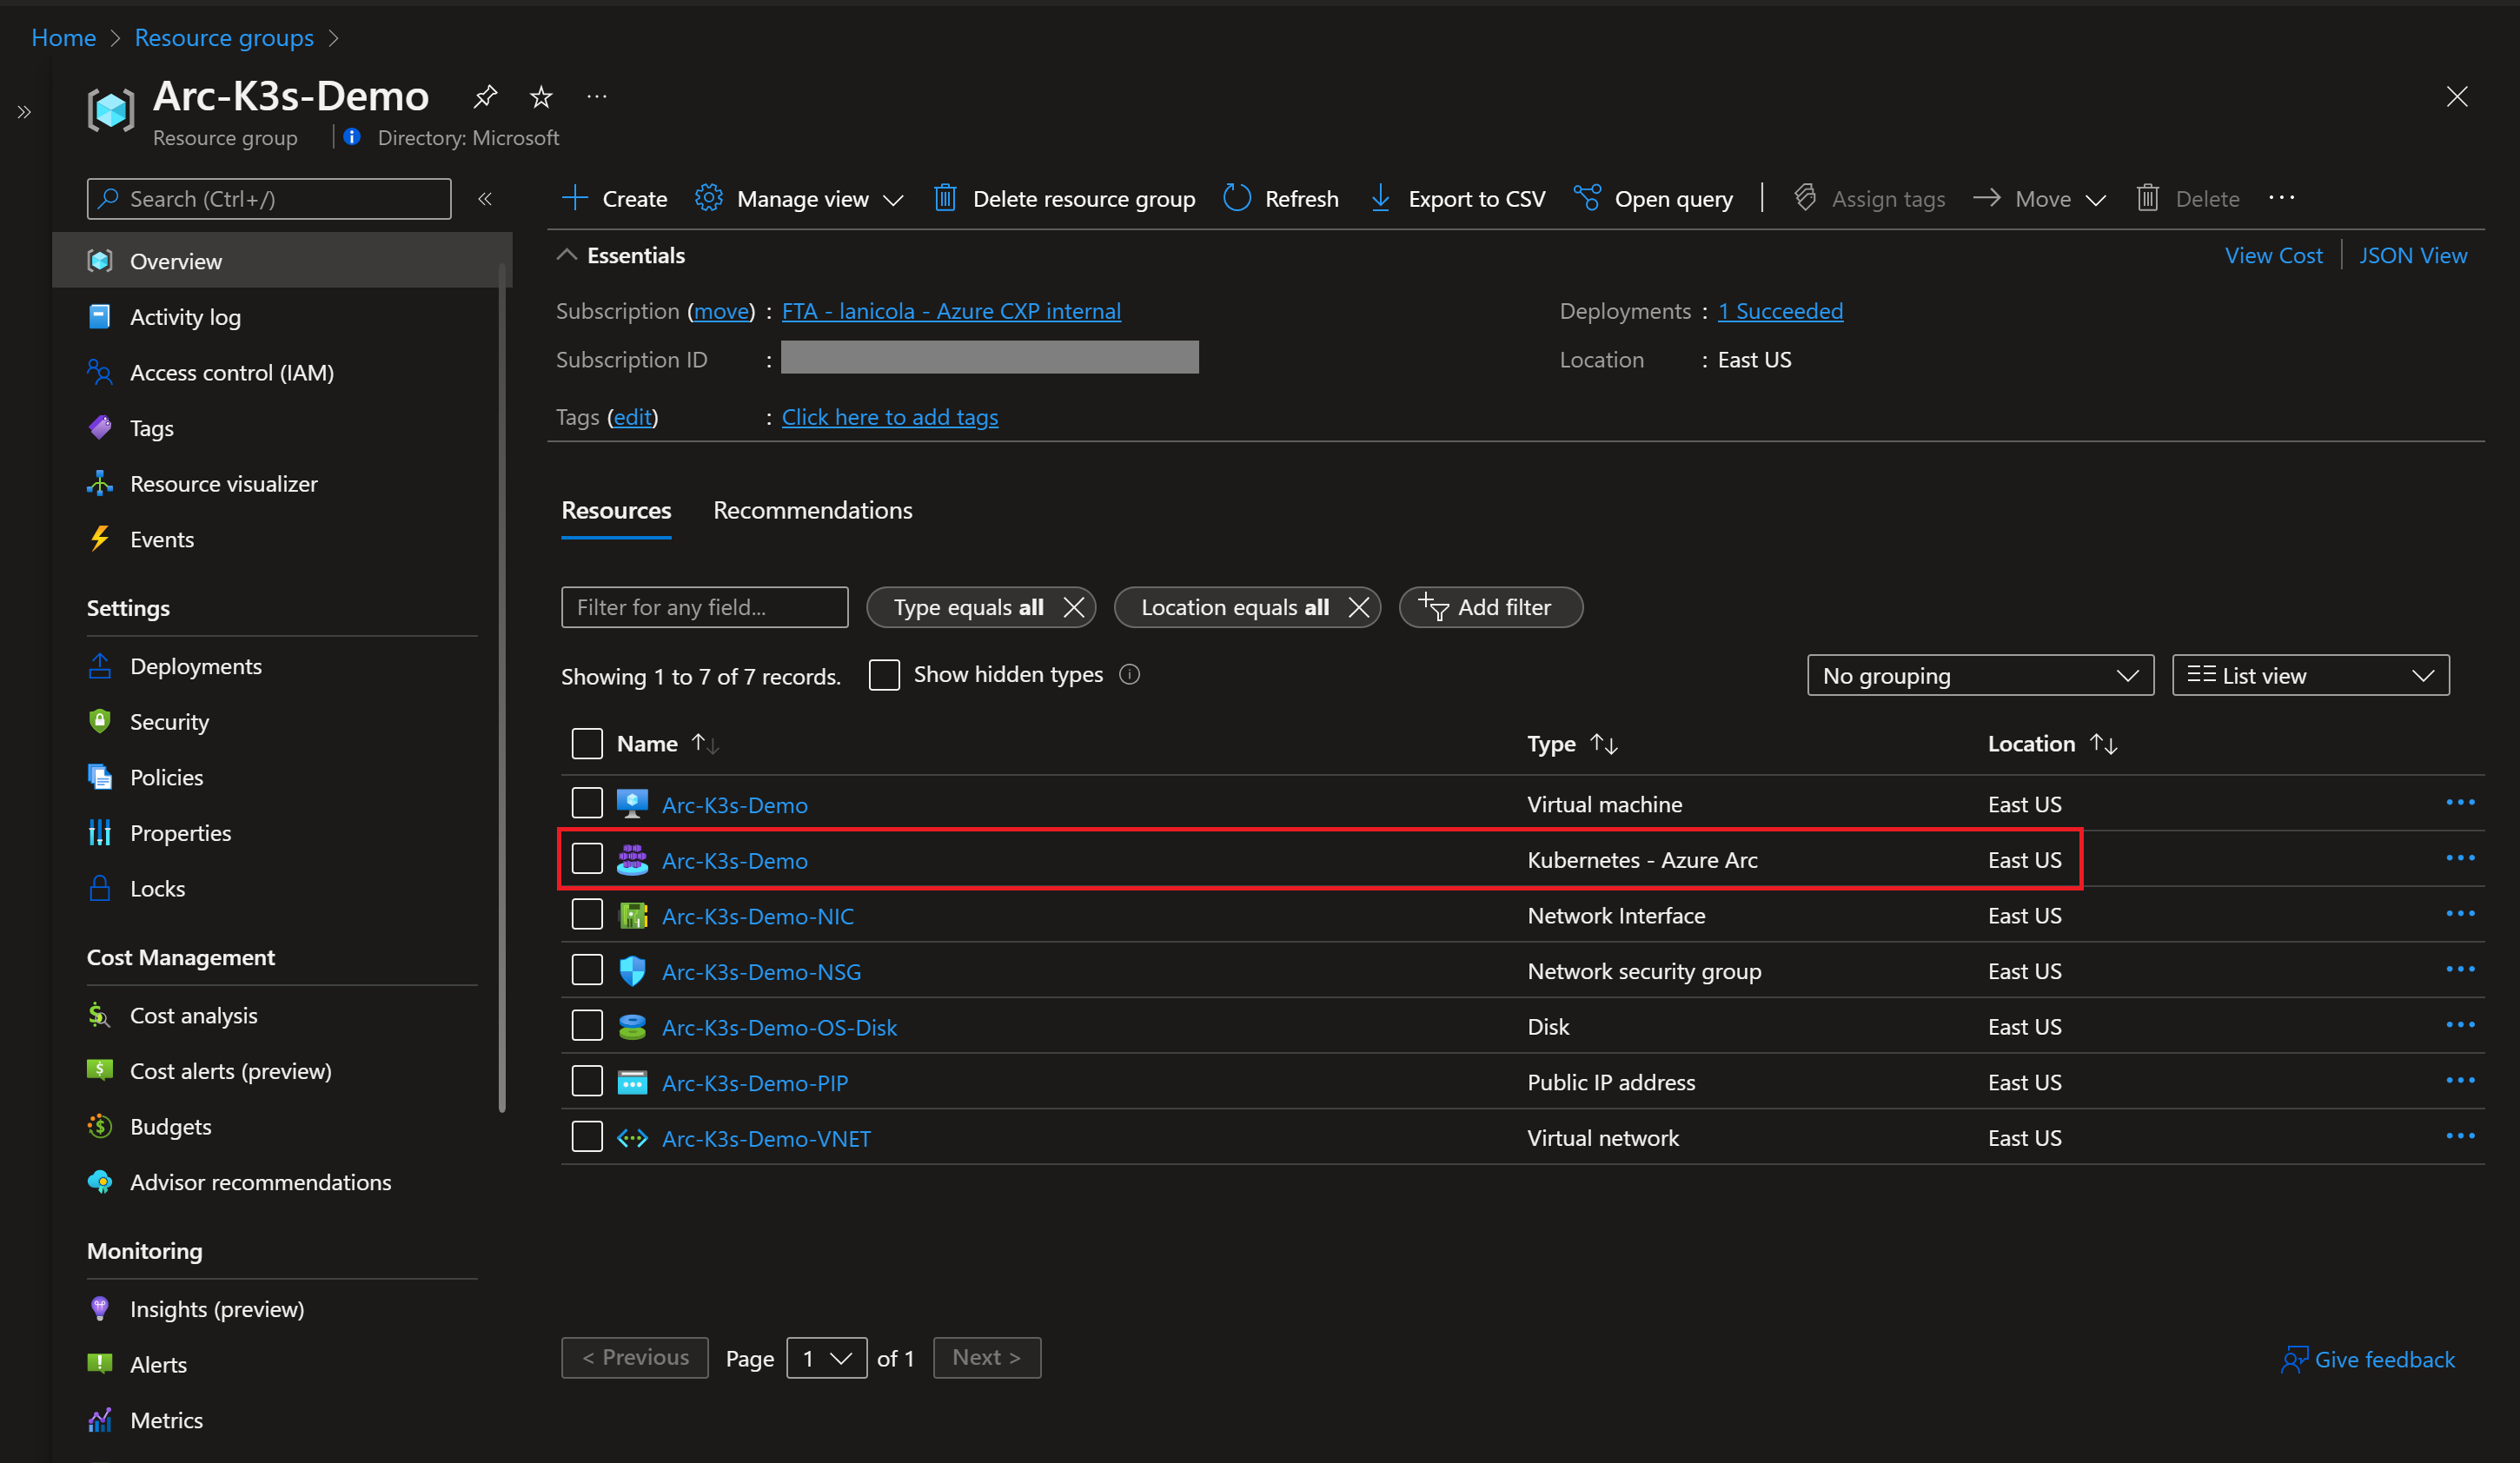 Home > Resource groups >
Arc-K3s-Demo
Resource group | Directory: Microsoft
Search (Ctrl+/)
Overview
Activity log
Access control (IAM)
Tags
Resource visualizer
Events
Settings
Deployments
Security
Policies
Properties
Locks
Cost Management
Cost analysis
Cost alerts (preview)
Budgets
Advisor recommendations
Monitoring
Insights (preview)
Alerts
Metrics
Create Manage view Delete resource group Refresh Export to CSV Open query Assign tags Move Delete
Essentials View Cost JSON View
Subscription (move) : FTA - lanicola - Azure CXP internal Deployments : 1 Succeeded
Subscription ID : Location : East US
Tags (edit) : Click here to add tags
Resources Recommendations
Filter for any field... Type equals all Location equals all Add filter
Showing 1 to 7 of 7 records. Show hidden types No grouping List view
Name Type Location
Arc-K3s-Demo Virtual machine East US
Arc-K3s-Demo Kubernetes - Azure Arc East US
Arc-K3s-Demo-NIC Network Interface East US
Arc-K3s-Demo-NSG Network security group East US
Arc-K3s-Demo-OS-Disk Disk East US
Arc-K3s-Demo-PIP Public IP address East US
Arc-K3s-Demo-VNET Virtual network East US
< Previous Page 1 of 1 Next > Give feedback